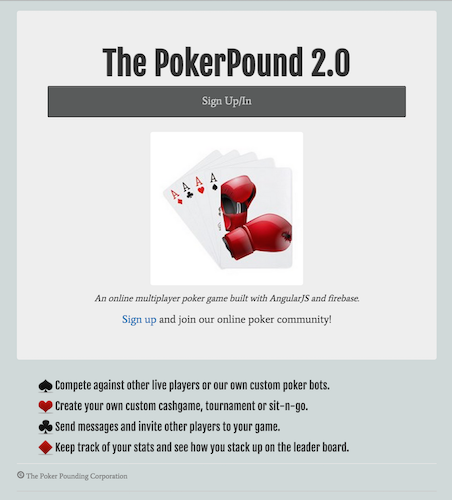 The PokerPound 2.0
Sign Up/In
A A A A
An online multiplayer poker game built with AngularJS and firebase.
Sign up and join our online poker community!
Compete against other live players or our own custom poker bots.
Create your own custom cashgame, tournament or sit-n-go.
Send messages and invite other players to your game.
Keep track of your stats and see how you stack up on the leader board.
The Poker Pounding Corporation